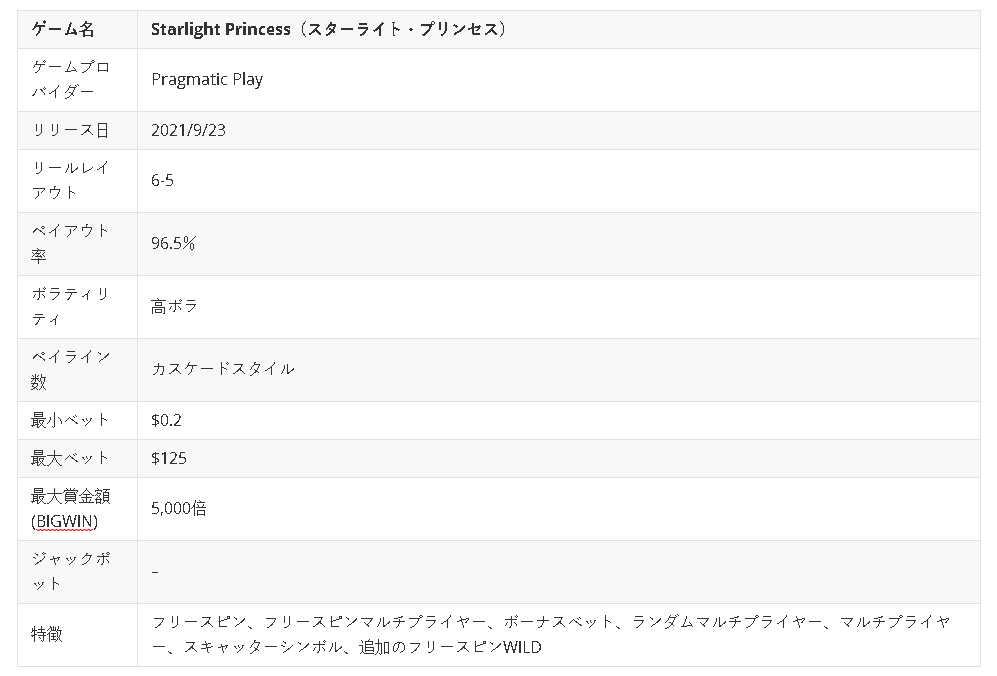 ゲーム名
Starlight Princess（スターライト・プリンセス）
ゲームプロ
バイダー
Pragmatic Play
リリース日
2021/9/23
リールレイ
アウト
6-5
ペイアウト
率
96.5%
ボラティリ
ティ
高ボラ
ペイライン
数
カスケードスタイル
最小ベット
$0.2
最大ベット
$125
最大賞金額
(BIGWIN)
5,000倍
ジャックポ
ット
–
特徴
フリースピン、フリースピンマルチプライヤー、ボーナスベット、ランダムマルチプライヤー、マルチプライヤ
ー、スキャッターシンボル、追加のフリースピンWILD